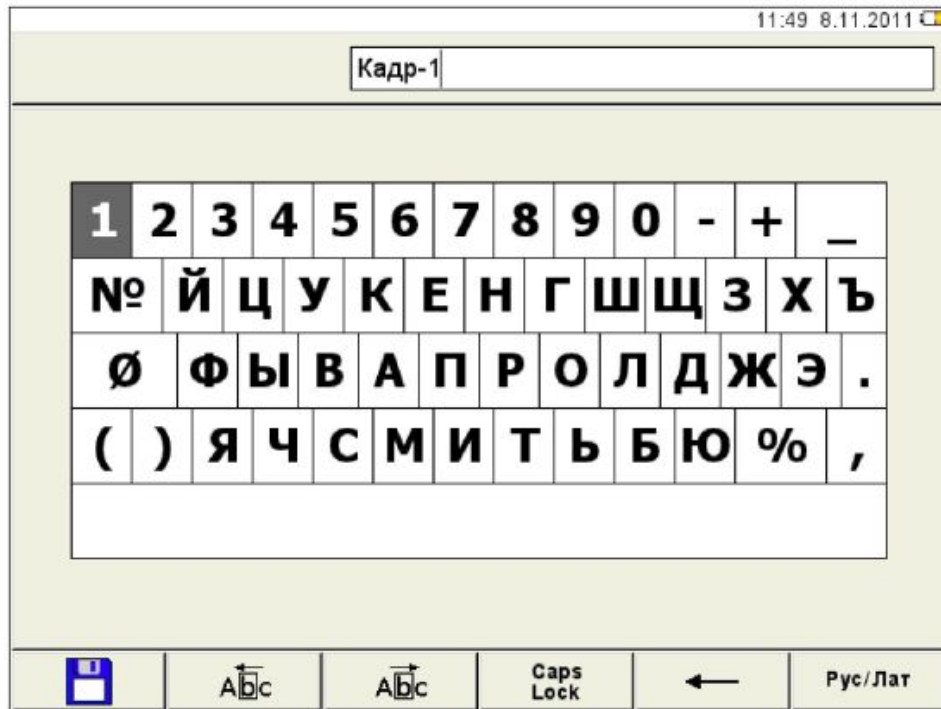 11:49 8.11.2011
Кадр-1
1 2 3 4 5 6 7 8 9 0 - + _
№ Й Ц У К Е Н Г Ш Щ З Х Ъ
Ø Ф Ы В А П Р О Л Д Ж Э .
( ) Я Ч С М И Т Ь Б Ю % ,
Abc Abc Caps Lock ← Рус/Лат